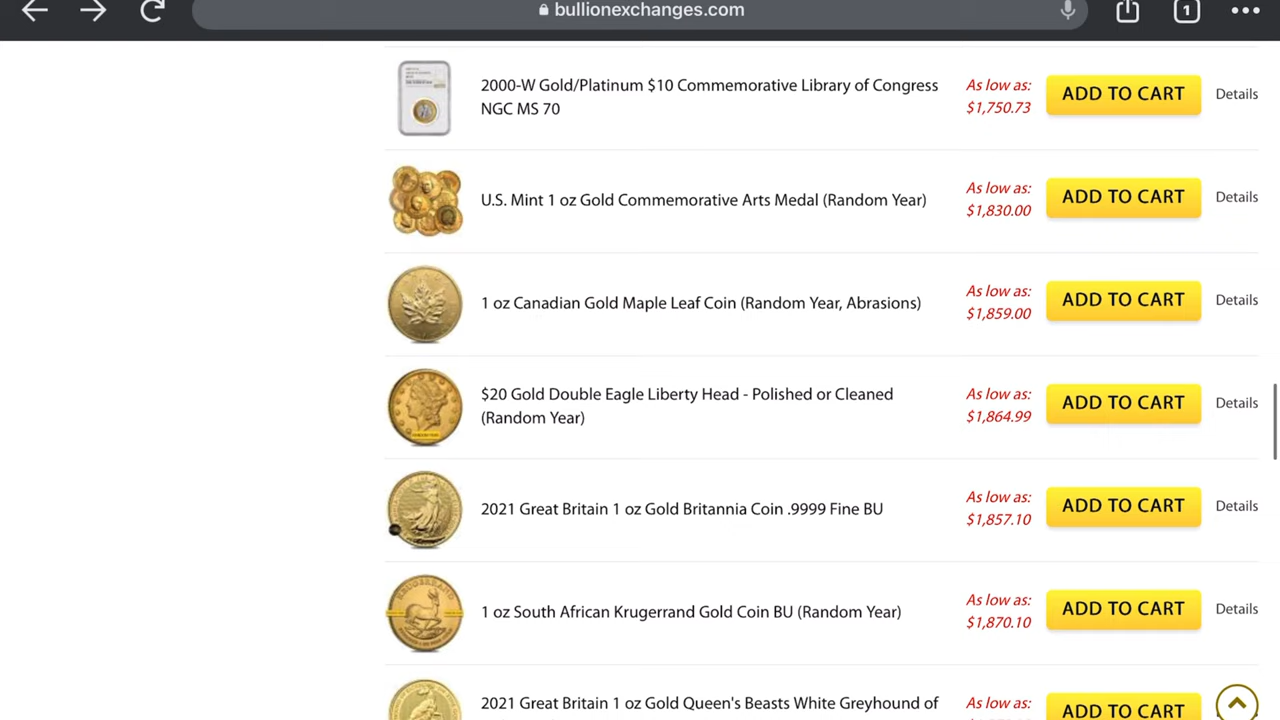 bullionexchanges.com
1
2000-W Gold/Platinum $10 Commemorative Library of Congress
NGC MS 70
As low as:
$1,750.73
ADD TO CART
Details
U.S. Mint 1 oz Gold Commemorative Arts Medal (Random Year)
As low as:
$1,830.00
ADD TO CART
Details
1 oz Canadian Gold Maple Leaf Coin (Random Year, Abrasions)
As low as:
$1,859.00
ADD TO CART
Details
$20 Gold Double Eagle Liberty Head - Polished or Cleaned
(Random Year)
As low as:
$1,864.99
ADD TO CART
Details
2021 Great Britain 1 oz Gold Britannia Coin .9999 Fine BU
As low as:
$1,857.10
ADD TO CART
Details
KRUGERRAND
1 oz South African Krugerrand Gold Coin BU (Random Year)
As low as:
$1,870.10
ADD TO CART
Details
2021 Great Britain 1 oz Gold Queen's Beasts White Greyhound of
As low as:
ADD TO CART